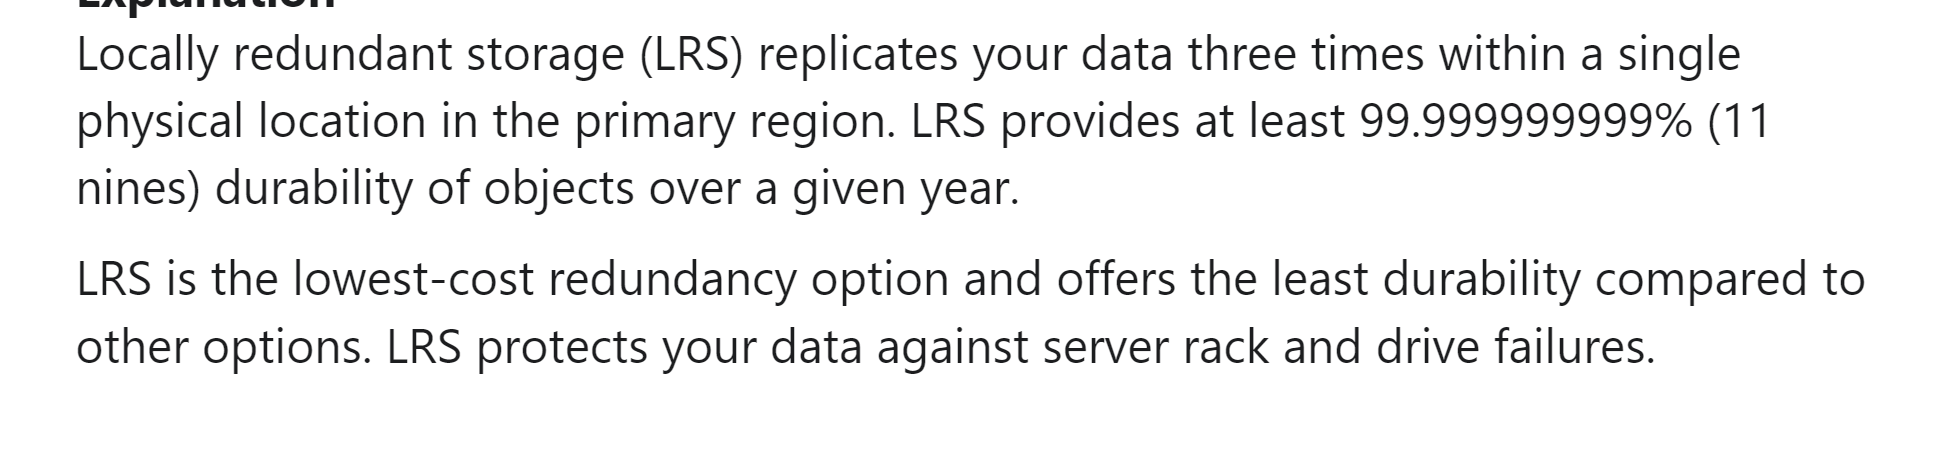 Explanation
Locally redundant storage (LRS) replicates your data three times within a single
physical location in the primary region. LRS provides at least 99.999999999% (11
nines) durability of objects over a given year.
LRS is the lowest-cost redundancy option and offers the least durability compared to
other options. LRS protects your data against server rack and drive failures.